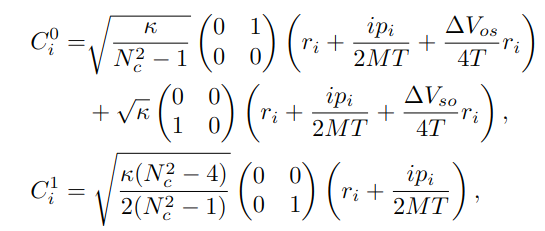 C_i^0 = \sqrt{\frac{\kappa}{N_c^2 - 1}} \begin{pmatrix} 0 & 1 \\ 0 & 0 \end{pmatrix} \left( r_i + \frac{ip_i}{2MT} + \frac{\Delta V_{os}}{4T} r_i \right)
+ \sqrt{\kappa} \begin{pmatrix} 0 & 0 \\ 1 & 0 \end{pmatrix} \left( r_i + \frac{ip_i}{2MT} + \frac{\Delta V_{so}}{4T} r_i \right),
C_i^1 = \sqrt{\frac{\kappa(N_c^2 - 4)}{2(N_c^2 - 1)}} \begin{pmatrix} 0 & 0 \\ 0 & 1 \end{pmatrix} \left( r_i + \frac{ip_i}{2MT} \right),